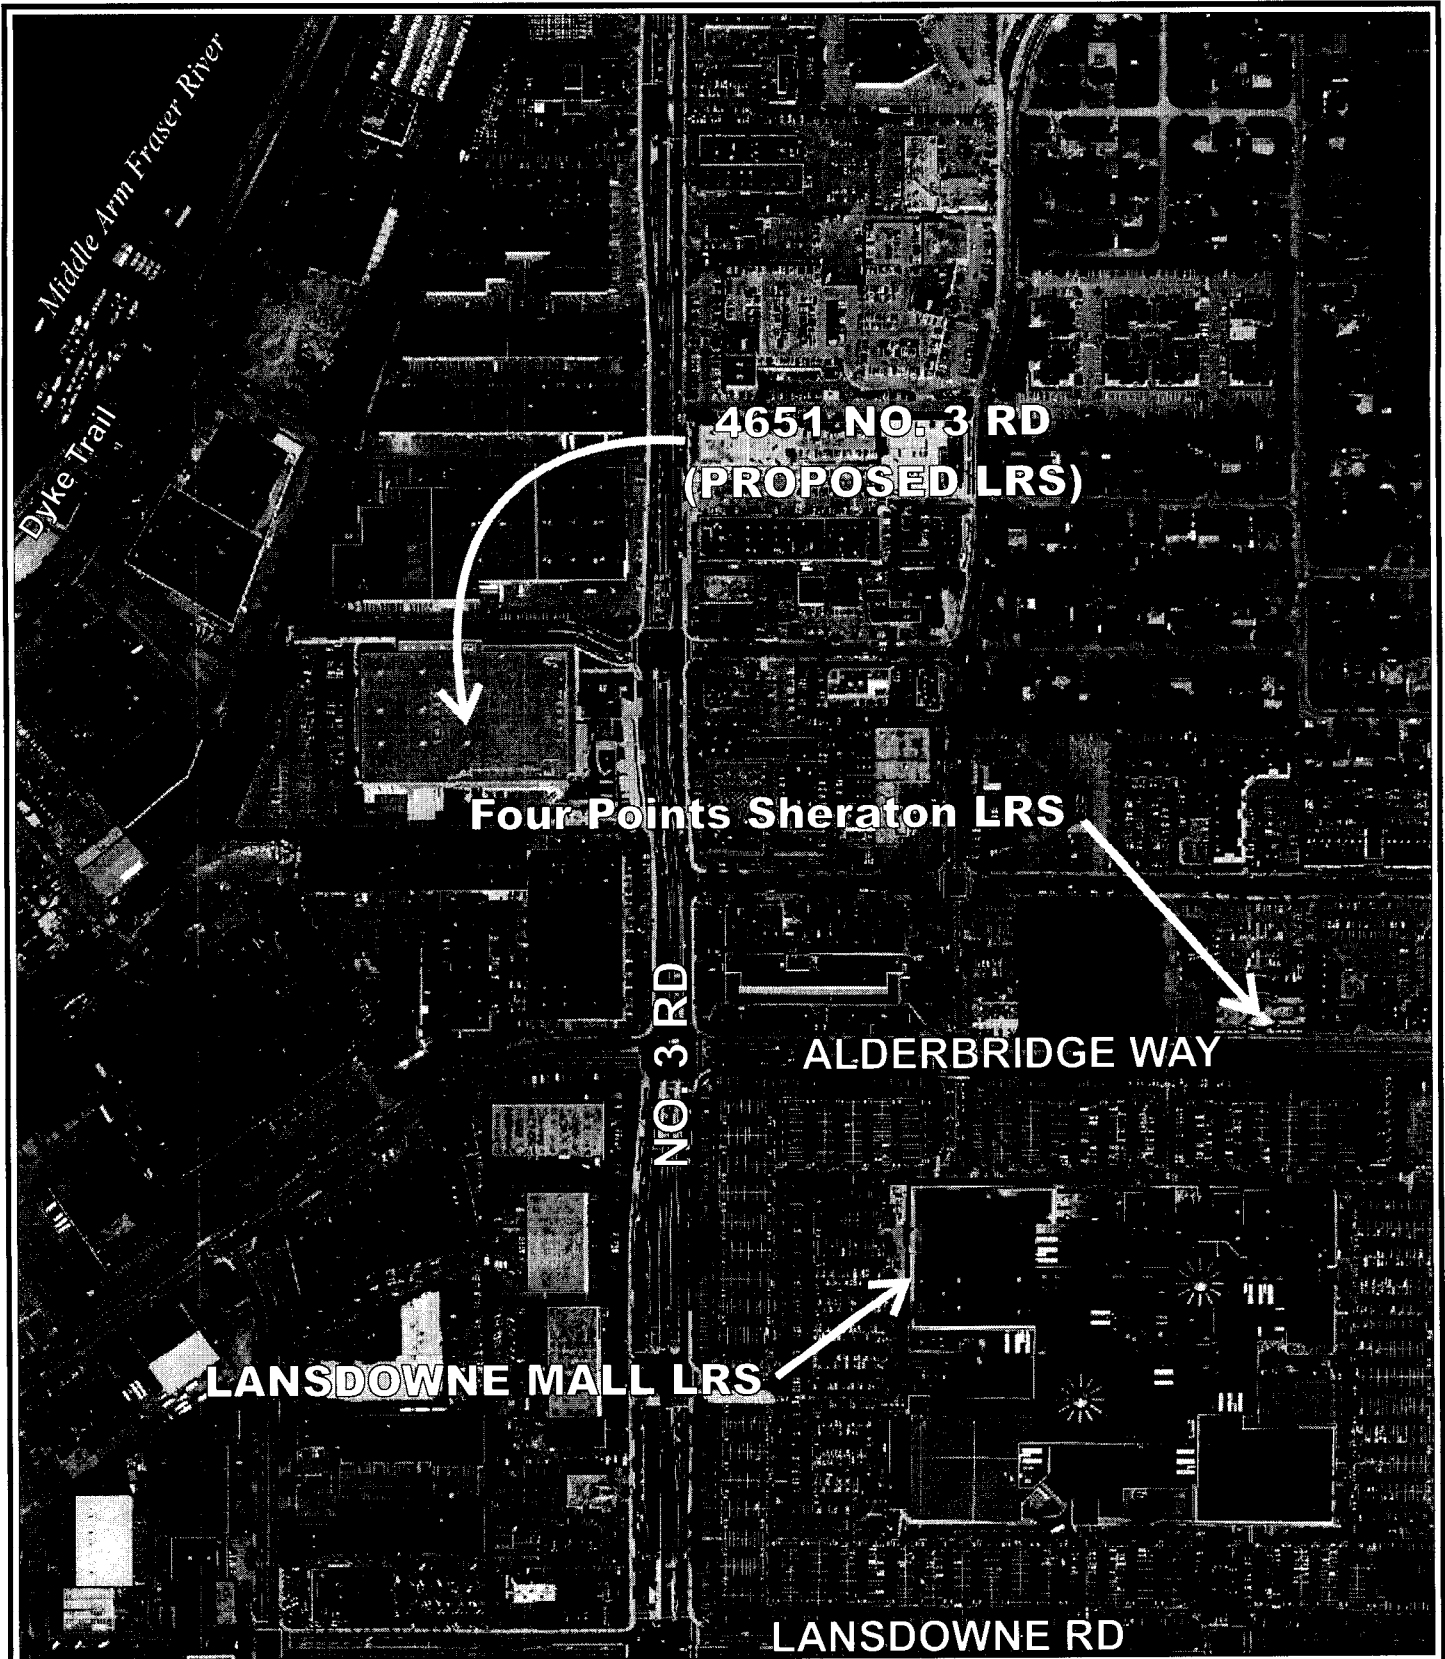 Middle Arm Fraser River
Dyke Trail
4651 NO. 3 RD
(PROPOSED LRS)
Four Points Sheraton LRS
NO. 3 RD
ALDERBRIDGE WAY
LANSDOWNE MALL LRS
LANSDOWNE RD